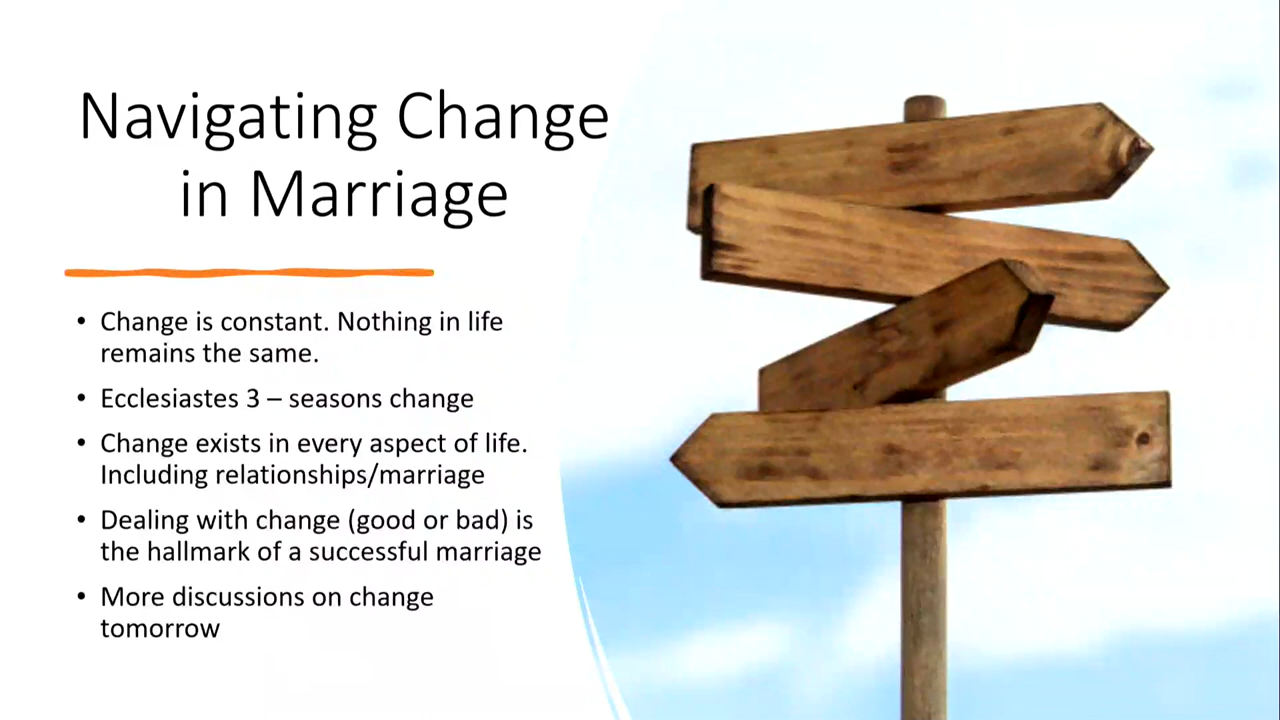 Navigating Change
in Marriage
• Change is constant. Nothing in life
remains the same.
• Ecclesiastes 3 – seasons change
• Change exists in every aspect of life.
Including relationships/marriage
• Dealing with change (good or bad) is
the hallmark of a successful marriage
• More discussions on change
tomorrow